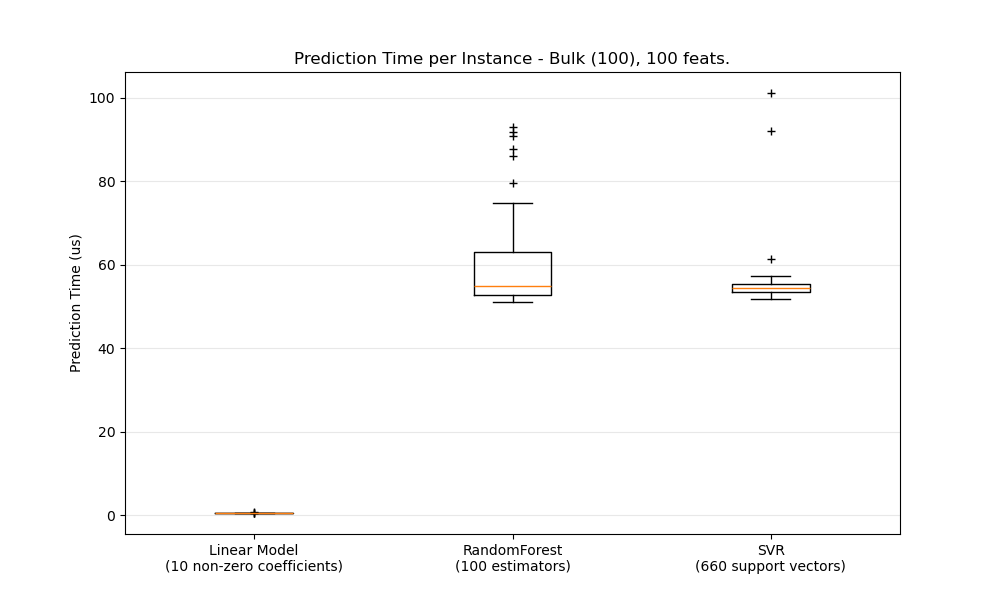 Prediction Time per Instance - Bulk (100), 100 feats.
Prediction Time (us)
100
80
60
40
20
0
Linear Model
(10 non-zero coefficients)
RandomForest
(100 estimators)
SVR
(660 support vectors)